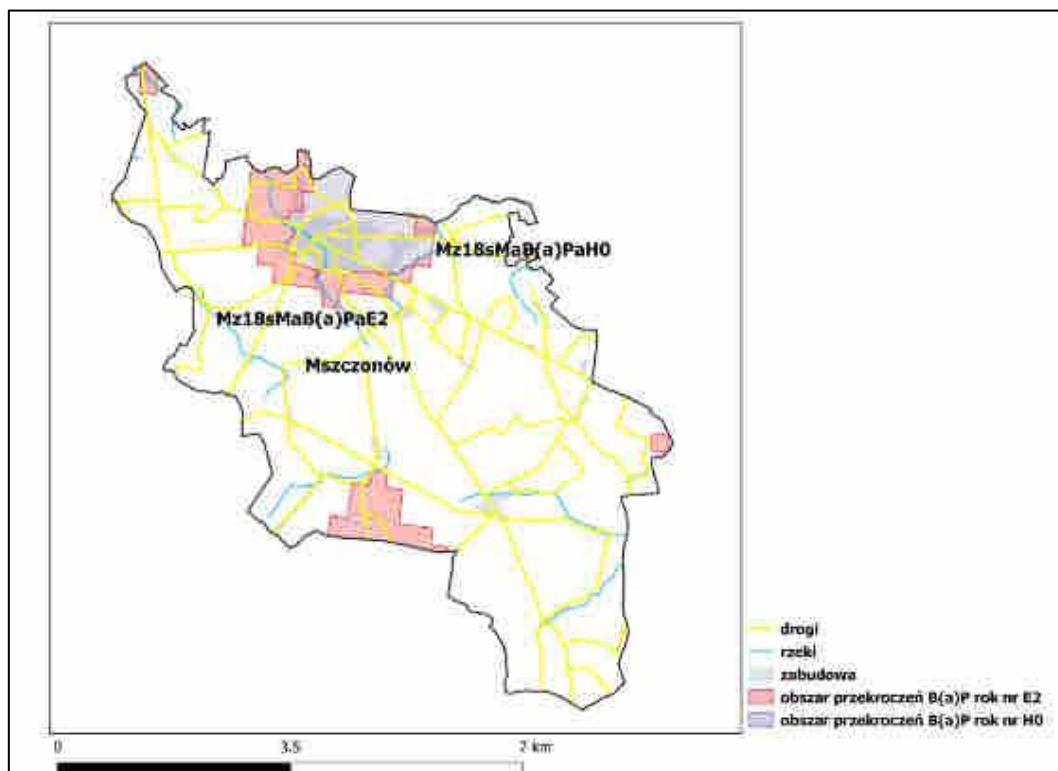 Mz18sMaB(a)PaH0
Mz18sMaB(a)PaE2
Mszczonów
drogi
rzeki
zabudowa
obszar przekroczeń B(a)P rok nr E2
obszar przekroczeń B(a)P rok nr H0
0 3.5 7 km